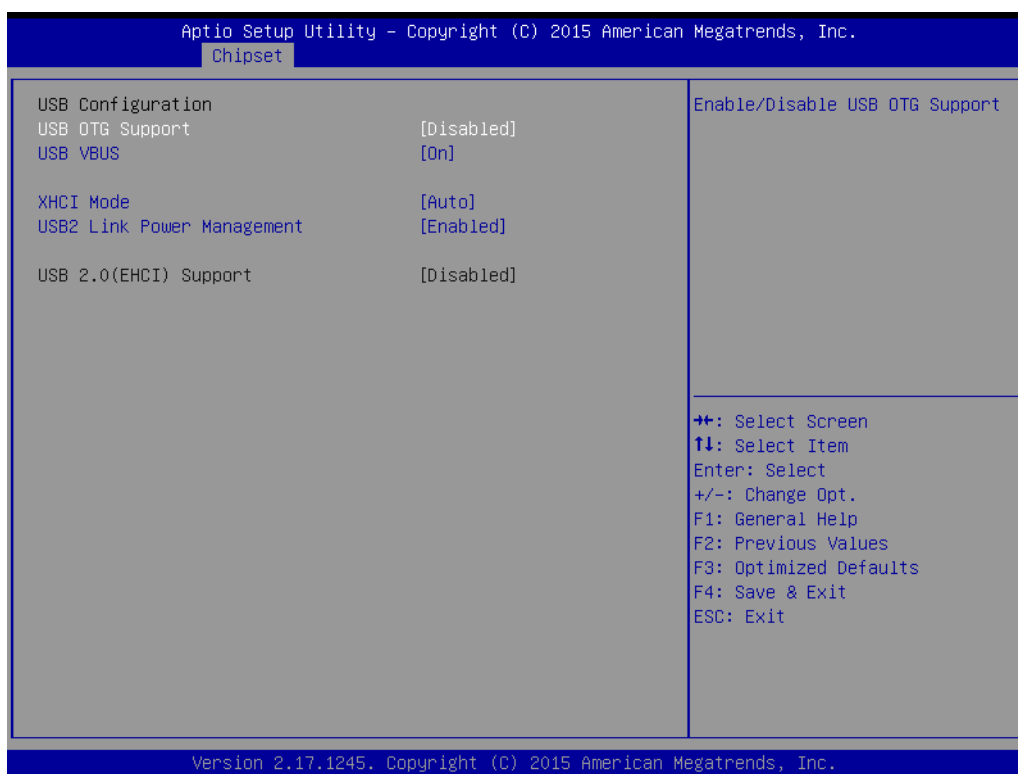 Aptio Setup Utility – Copyright (C) 2015 American Megatrends, Inc.
Chipset
USB Configuration
USB OTG Support [Disabled]
USB VBUS [On]
XHCI Mode [Auto]
USB2 Link Power Management [Enabled]
USB 2.0(EHCI) Support [Disabled]
Enable/Disable USB OTG Support
→←: Select Screen
↑↓: Select Item
Enter: Select
+/-: Change Opt.
F1: General Help
F2: Previous Values
F3: Optimized Defaults
F4: Save & Exit
ESC: Exit
Version 2.17.1245. Copyright (C) 2015 American Megatrends, Inc.